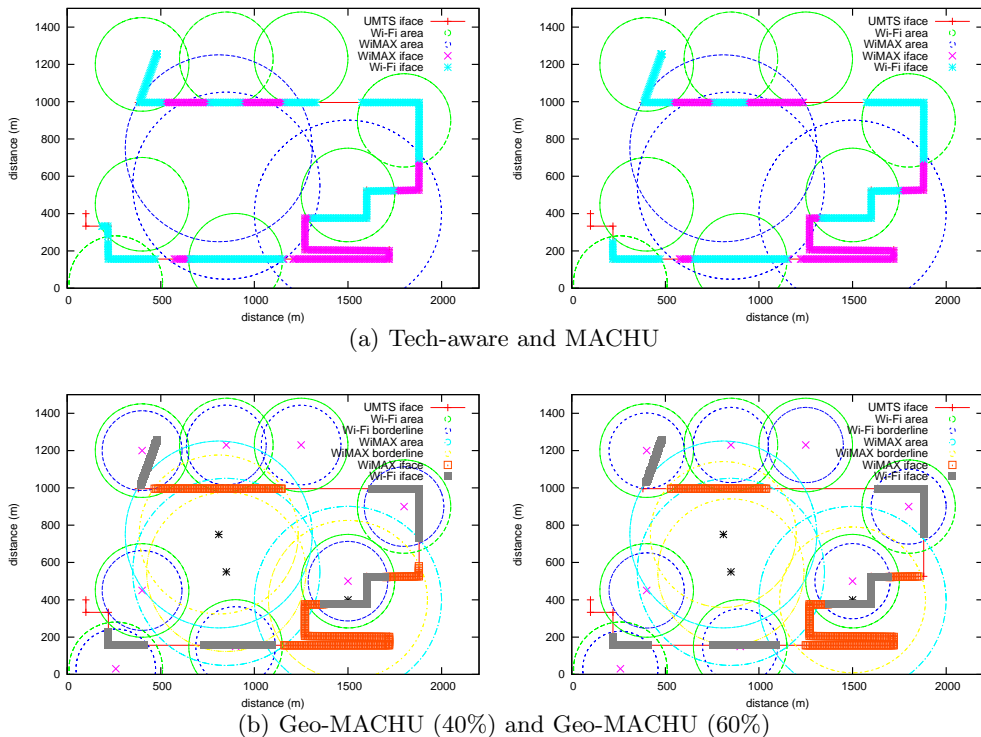 1400
1200
1000
800
600
400
200
0
0 500 1000 1500 2000
distance (m)
distance (m)
UMTS iface
Wi-Fi area
WiMAX area
WiMAX iface
Wi-Fi iface
1400
1200
1000
800
600
400
200
0
0 500 1000 1500 2000
distance (m)
distance (m)
UMTS iface
Wi-Fi area
WiMAX area
WiMAX iface
Wi-Fi iface
(a) Tech-aware and MACHU
1400
1200
1000
800
600
400
200
0
0 500 1000 1500 2000
distance (m)
distance (m)
UMTS iface
Wi-Fi area
Wi-Fi borderline
WiMAX area
WiMAX borderline
WiMAX iface
Wi-Fi iface
1400
1200
1000
800
600
400
200
0
0 500 1000 1500 2000
distance (m)
distance (m)
UMTS iface
Wi-Fi area
Wi-Fi borderline
WiMAX area
WiMAX borderline
WiMAX iface
Wi-Fi iface
(b) Geo-MACHU (40%) and Geo-MACHU (60%)